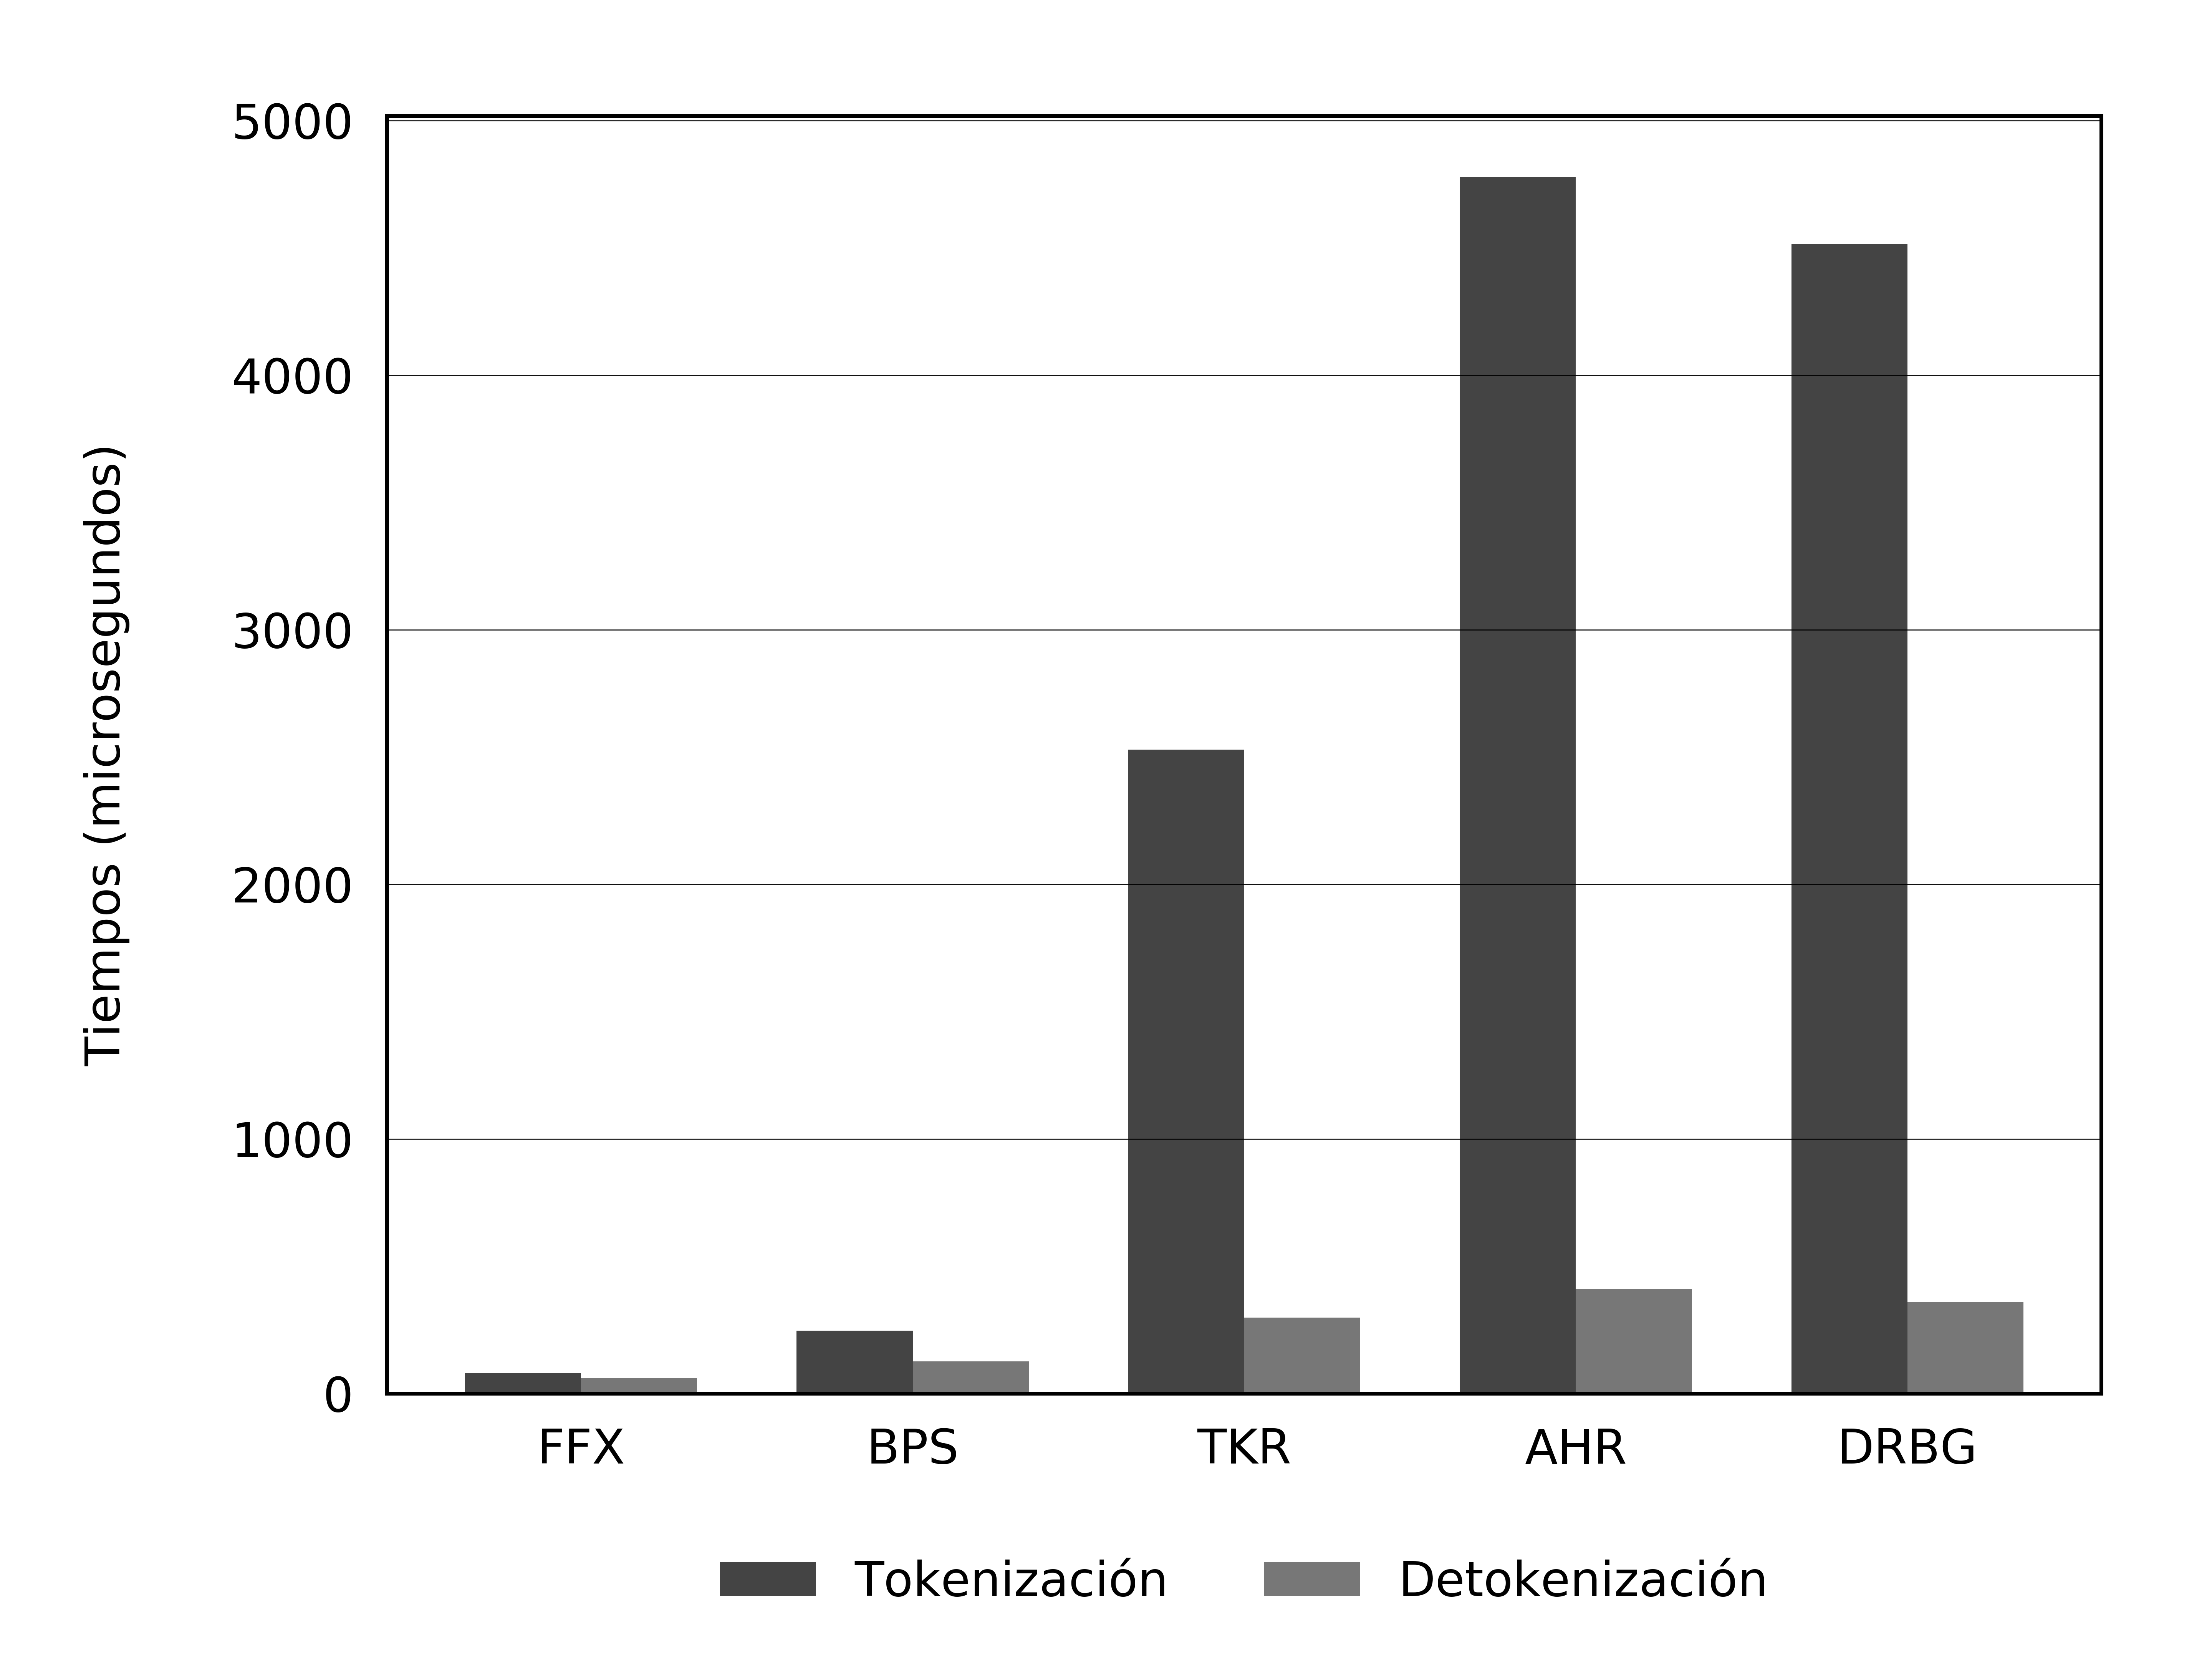 Tiempos (microsegundos)
5000
4000
3000
2000
1000
0
FFX BPS TKR AHR DRBG
Tokenización Detokenización